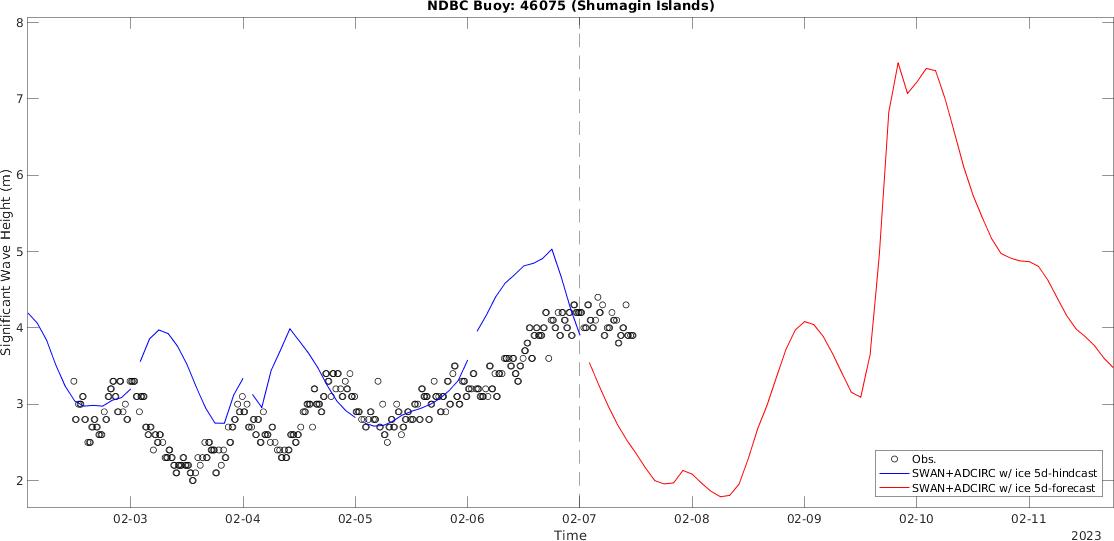 NDBC Buoy: 46075 (Shumagin Islands)
8
7
6
5
4
3
2
Significant Wave Height (m)
Obs.
SWAN+ADCIRC w/ ice 5d-hindcast
SWAN+ADCIRC w/ ice 5d-forecast
02-03 02-04 02-05 02-06 02-07 02-08 02-09 02-10 02-11
Time
2023